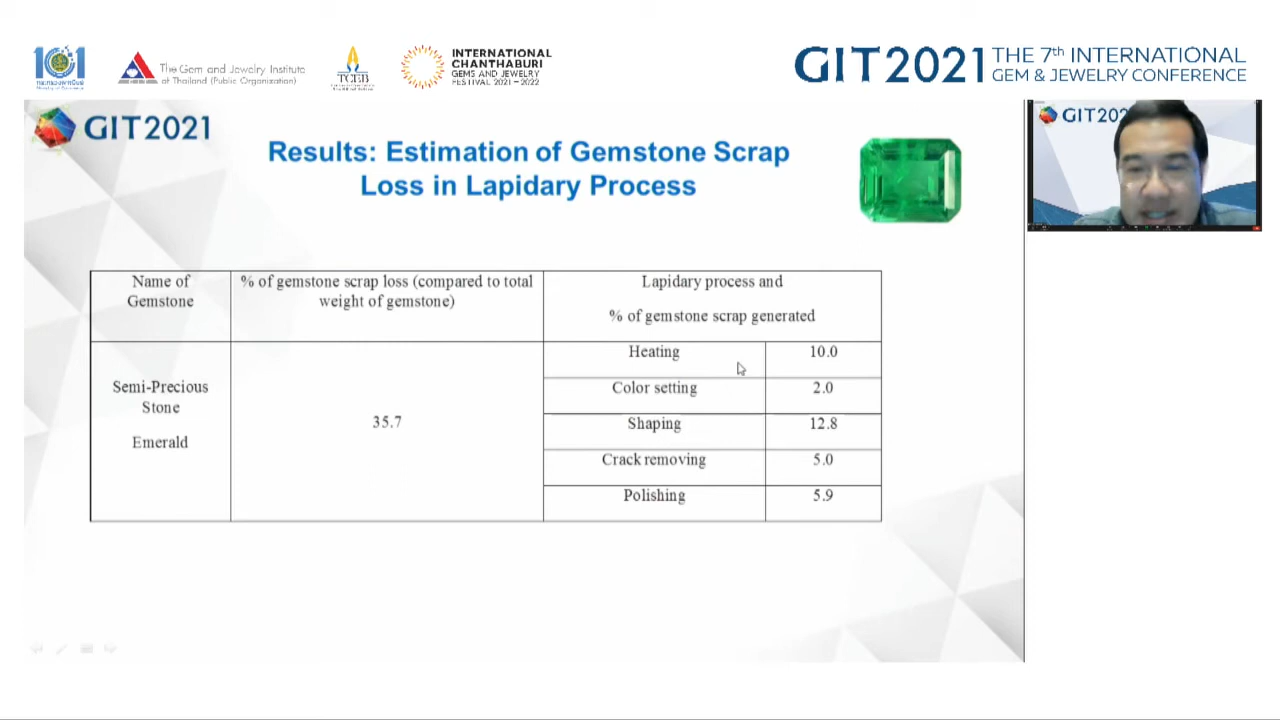 101
The Gem and Jewelry Institute
of Thailand (Public Organization)
TCEB
INTERNATIONAL
CHANTHABURI
GEMS AND JEWELRY
FESTIVAL 2021 – 2022
GIT2021 THE 7th INTERNATIONAL
GEM & JEWELRY CONFERENCE
GIT2021
Results: Estimation of Gemstone Scrap
Loss in Lapidary Process
GIT202
Name of
Gemstone
% of gemstone scrap loss (compared to total
weight of gemstone)
Lapidary process and
% of gemstone scrap generated
Semi-Precious
Stone
Emerald
35.7
Heating 10.0
Color setting 2.0
Shaping 12.8
Crack removing 5.0
Polishing 5.9